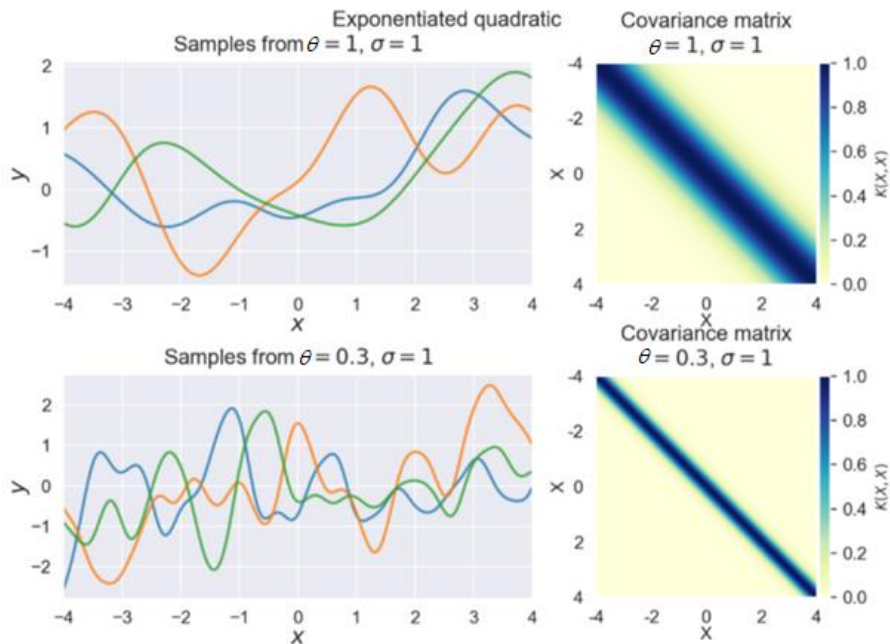 Exponentiated quadratic
Samples from θ = 1, σ = 1
2
1
0
−1
y
−4 −3 −2 −1 0 1 2 3 4
x
Covariance matrix
θ = 1, σ = 1
-4
-2
0
2
4
X
-4 -2 0 2 4
X
1.0
0.8
0.6
0.4
0.2
0.0
K(X,X)
Samples from θ = 0.3, σ = 1
2
1
0
−1
−2
y
−4 −3 −2 −1 0 1 2 3 4
x
Covariance matrix
θ = 0.3, σ = 1
-4
-2
0
2
4
X
-4 -2 0 2 4
X
1.0
0.8
0.6
0.4
0.2
0.0
K(X,X)